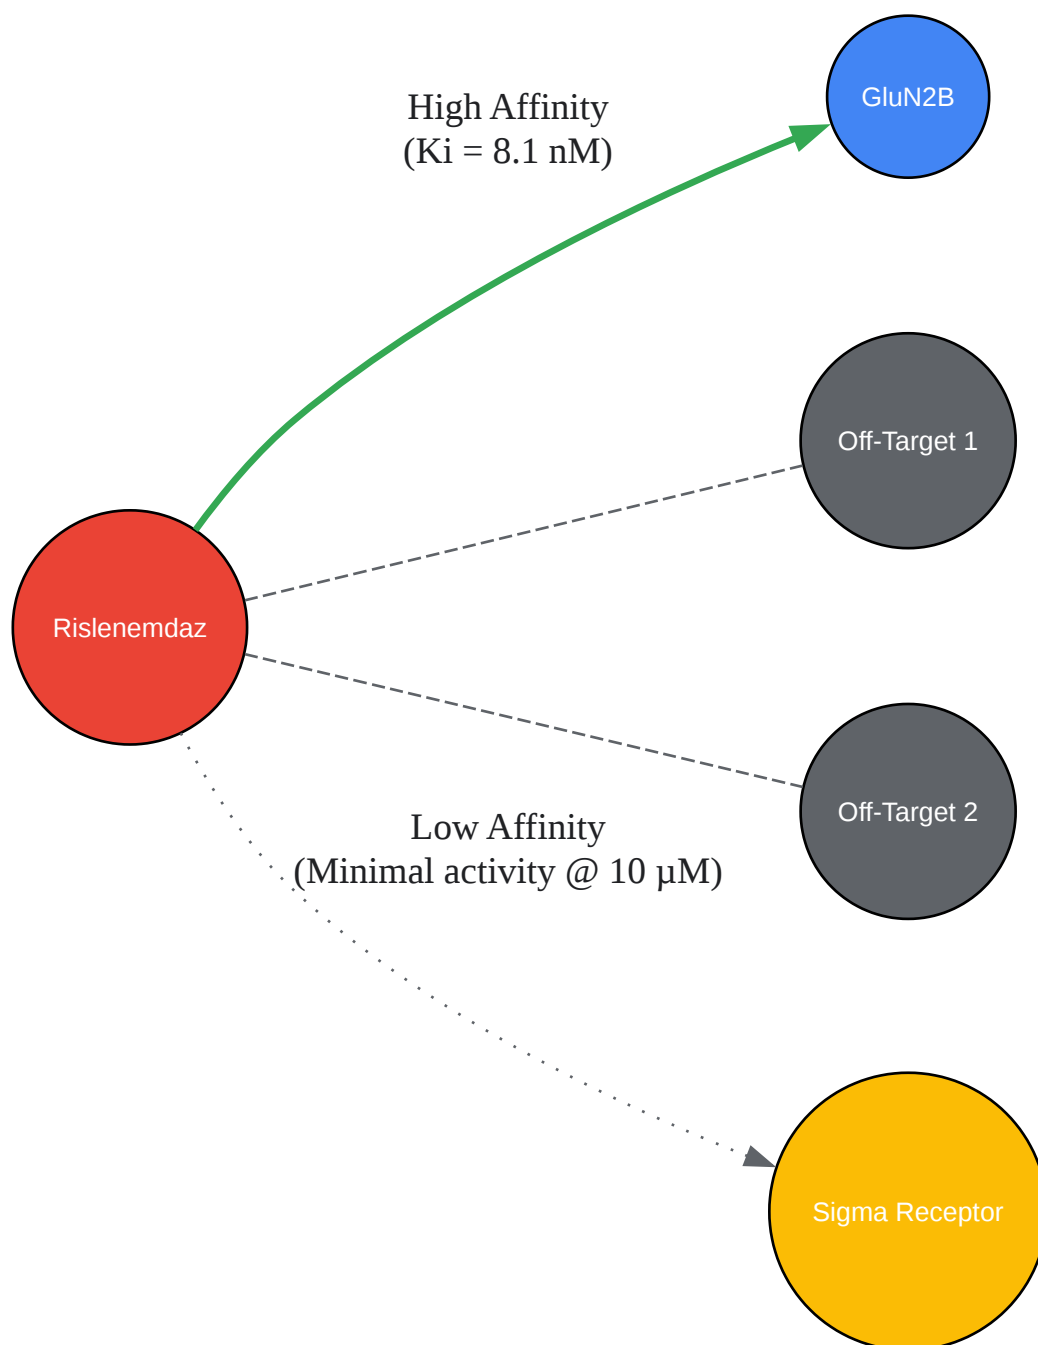 GluN2B
High Affinity
(Ki = 8.1 nM)
Off-Target 1
Rislenemdaz
Off-Target 2
Low Affinity
(Minimal activity @ 10 µM)
Sigma Receptor